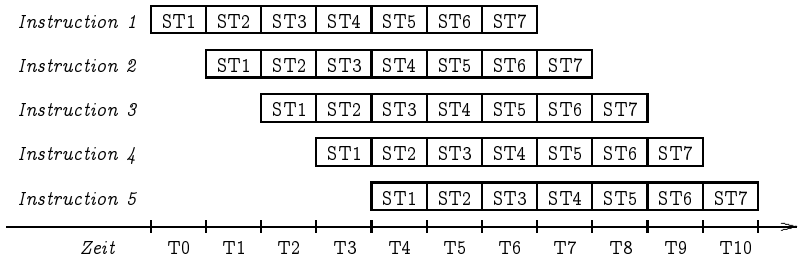 Instruction 1 ST1 ST2 ST3 ST4 ST5 ST6 ST7
Instruction 2 ST1 ST2 ST3 ST4 ST5 ST6 ST7
Instruction 3 ST1 ST2 ST3 ST4 ST5 ST6 ST7
Instruction 4 ST1 ST2 ST3 ST4 ST5 ST6 ST7
Instruction 5 ST1 ST2 ST3 ST4 ST5 ST6 ST7
Zeit T0 T1 T2 T3 T4 T5 T6 T7 T8 T9 T10